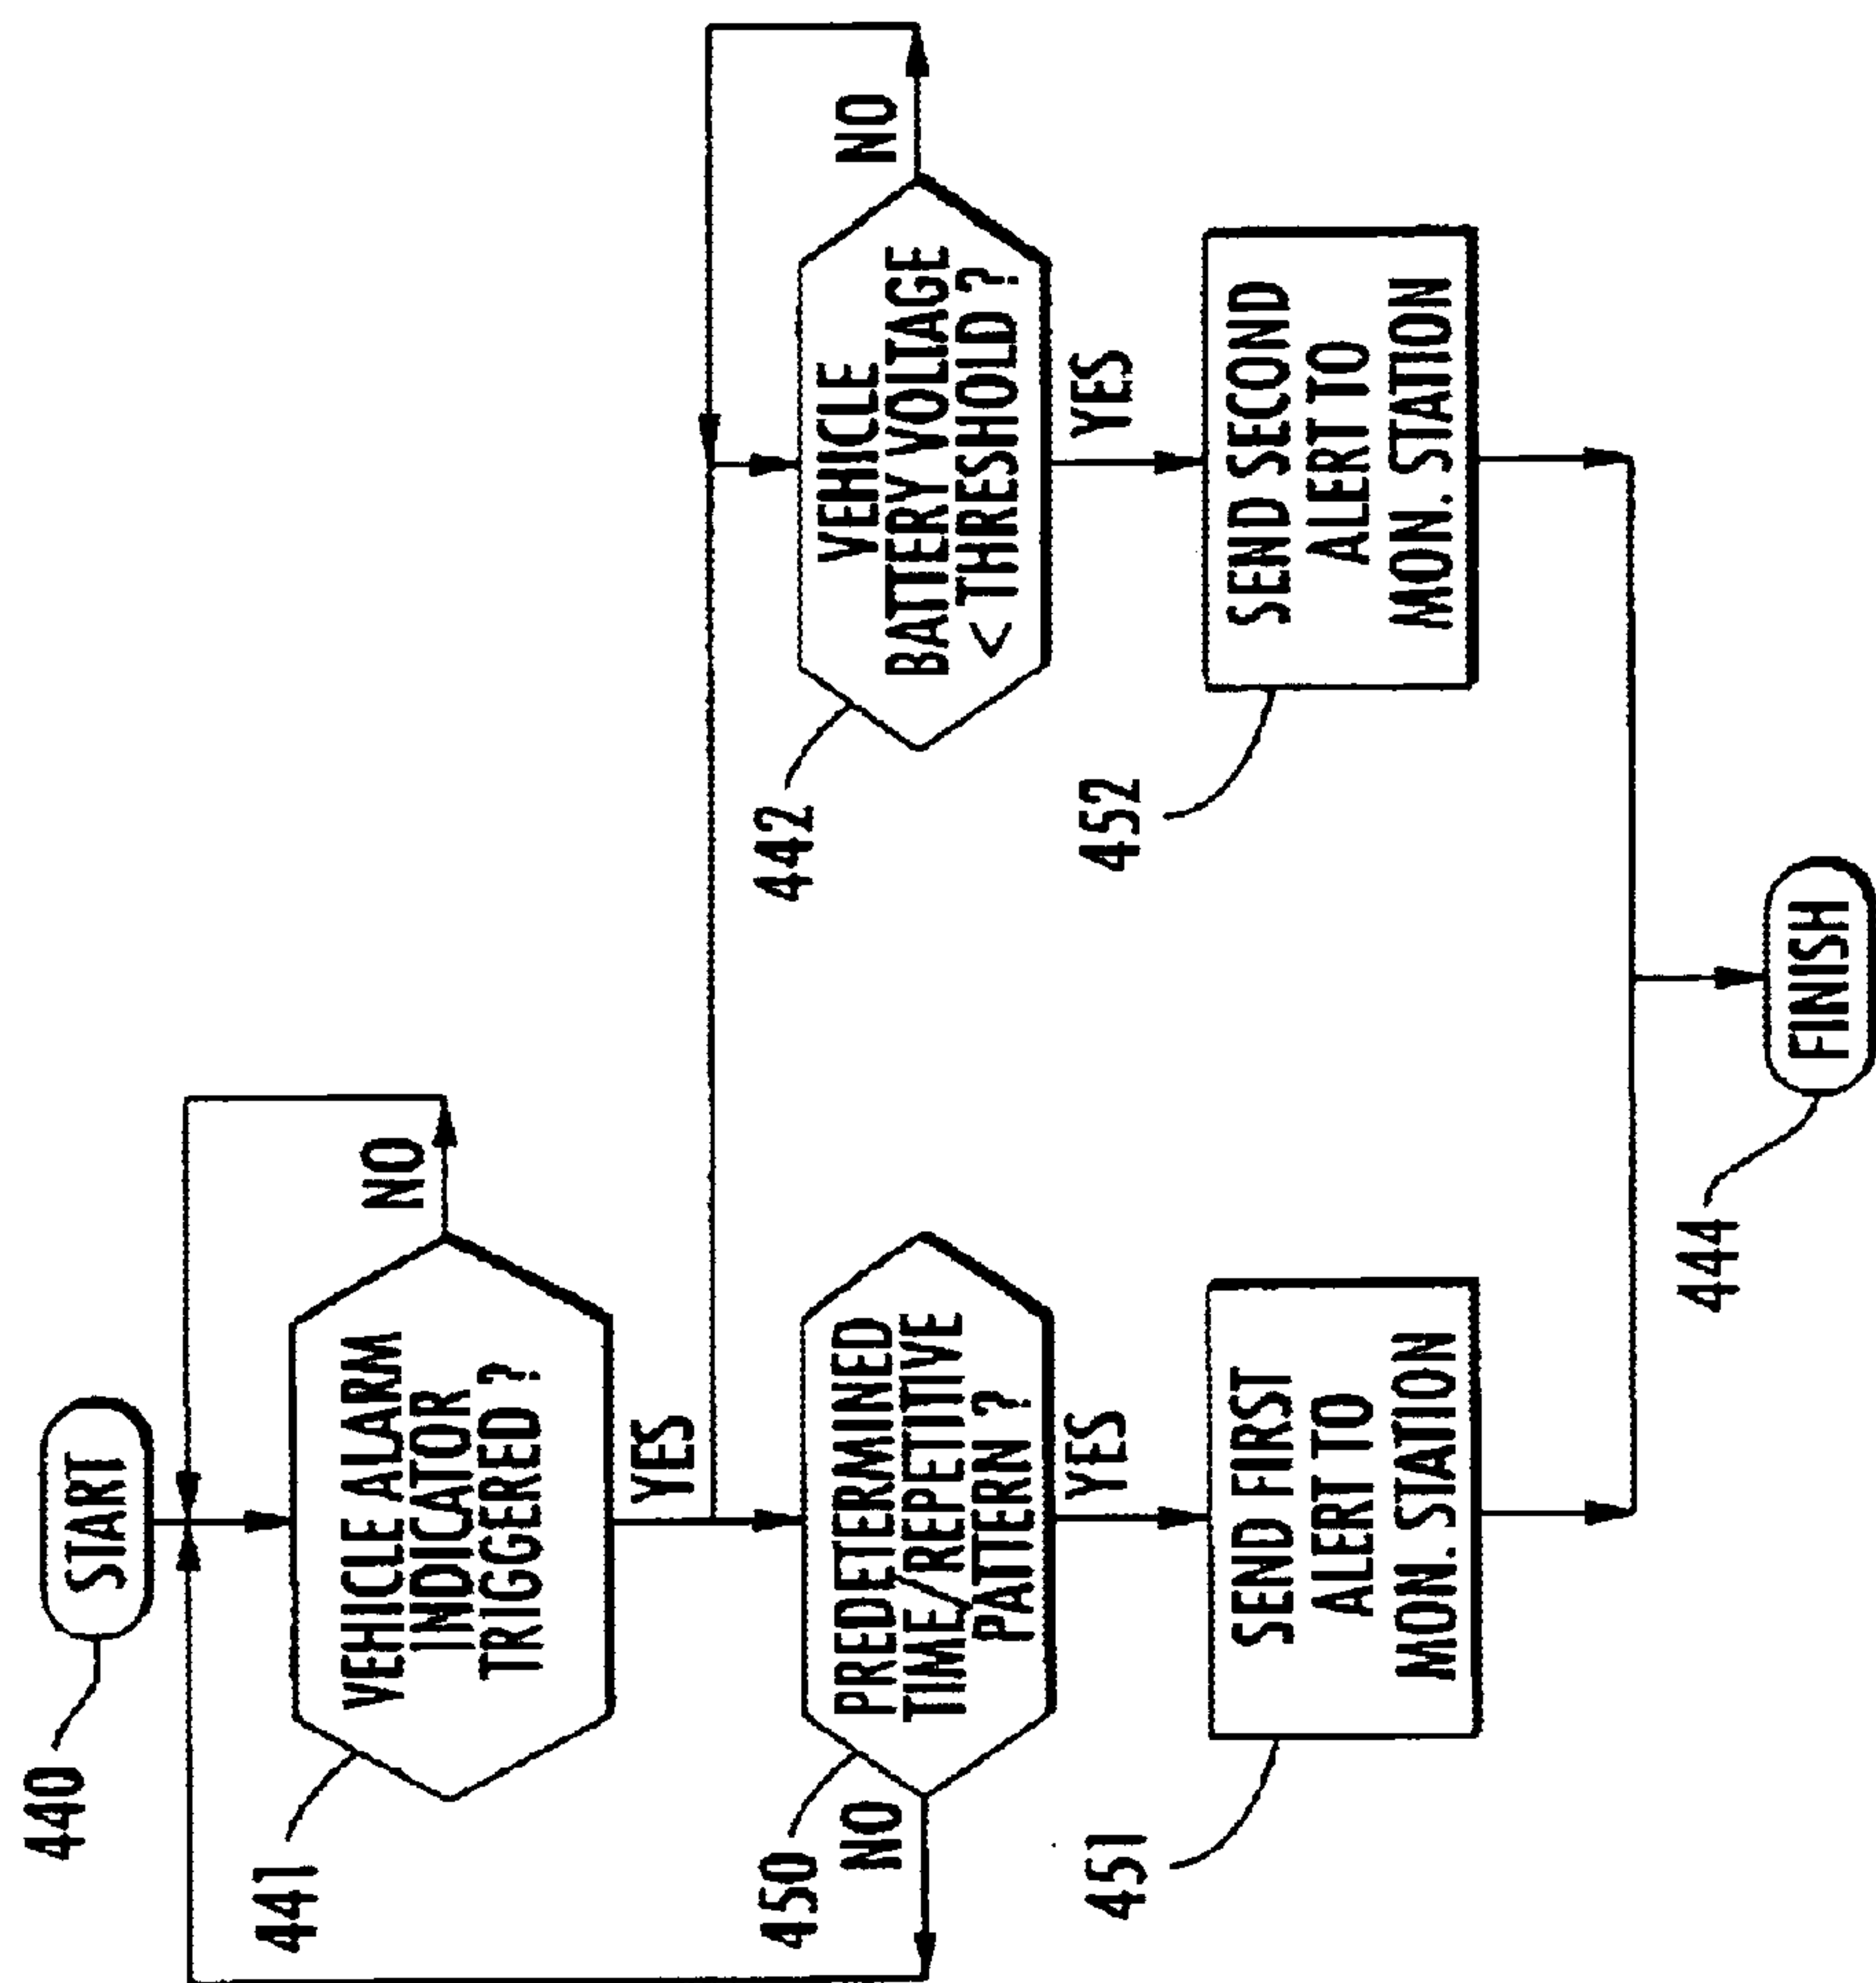 440
START
441
VEHICLE ALARM
INDICATOR
TRIGGERED?
NO
YES
450
PREDETERMINED
TIME/REPETITIVE
PATTERN ?
NO
YES
442
VEHICLE
BATTERY VOLTAGE
< THRESHOLD ?
NO
YES
451
SEND FIRST
ALERT TO
MON. STATION
452
SEND SECOND
ALERT TO
MON. STATION
444
FINISH